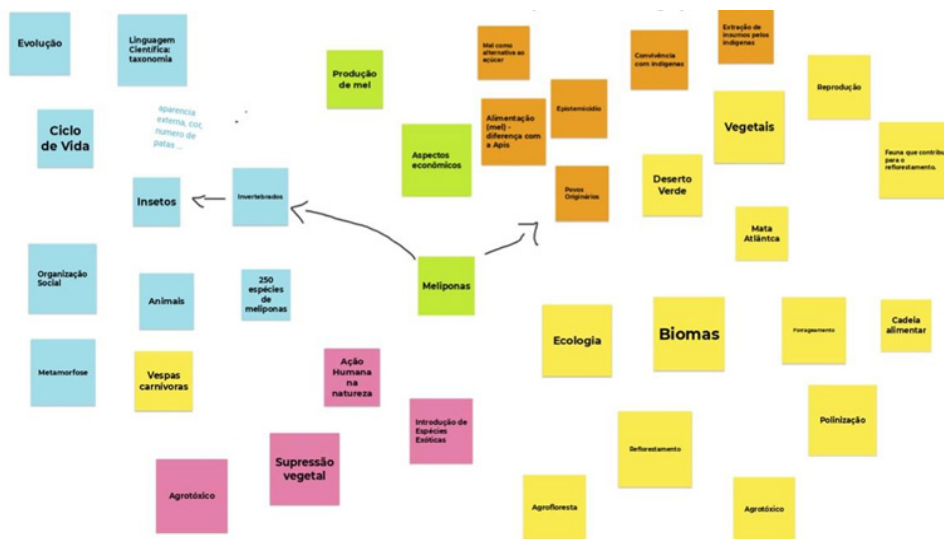 Evolução
Linguagem
Científica:
taxonomia
Ciclo
de Vida
aparencia
externa, cor,
numero de
patas ...
Insetos
Invertebrados
Organização
Social
Animais
250
espécies
de
meliponas
Metamorfose
Vespas
carnívoras
Produção
de mel
Aspectos
econômicos
Meliponas
Ação
Humana
na
natureza
Introdução de
Espécies
Exóticas
Supressão
vegetal
Agrotóxico
Mel como
alternativa ao
açúcar
Alimentação
(mel) -
diferença com
a Apis
Epistemicídio
Povos
Originários
Convivência
com indígenas
Extração de
insumos pelos
indígenas
Vegetais
Reprodução
Fauna que contribu
para o
reflorestamento.
Deserto
Verde
Mata
Atlântca
Ecologia
Biomas
Forrageamento
Cadeia
alimentar
Reflorestamento
Polinização
Agrofloresta
Agrotóxico